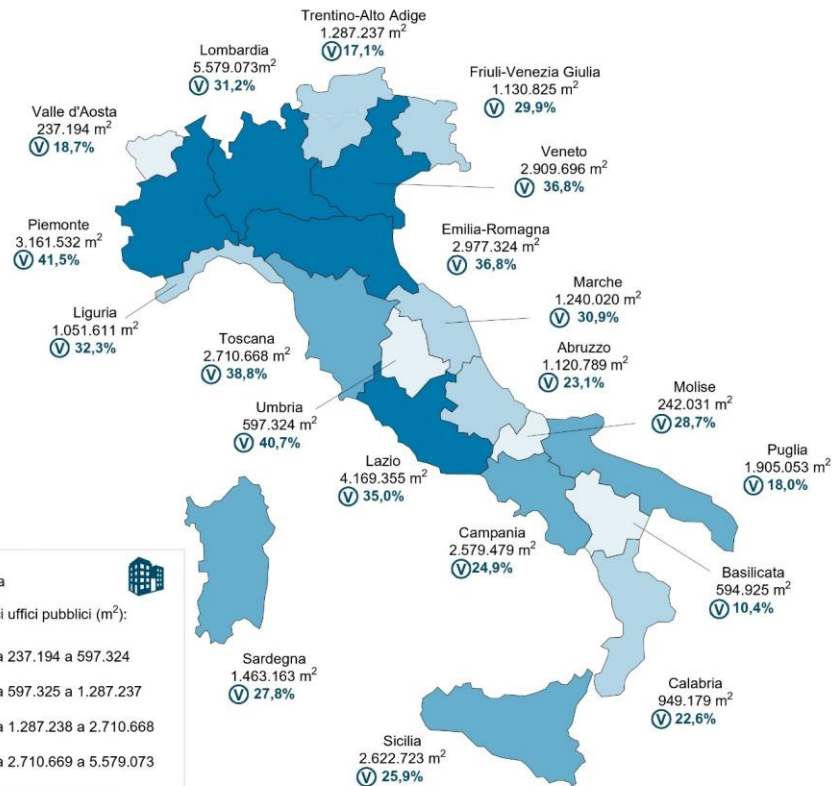 Trentino-Alto Adige
1.287.237 m²
Ⓥ 17,1%
Lombardia
5.579.073m²
Ⓥ 31,2%
Friuli-Venezia Giulia
1.130.825 m²
Ⓥ 29,9%
Valle d'Aosta
237.194 m²
Ⓥ 18,7%
Veneto
2.909.696 m²
Ⓥ 36,8%
Piemonte
3.161.532 m²
Ⓥ 41,5%
Emilia-Romagna
2.977.324 m²
Ⓥ 36,8%
Marche
1.240.020 m²
Ⓥ 30,9%
Liguria
1.051.611 m²
Ⓥ 32,3%
Toscana
2.710.668 m²
Ⓥ 38,8%
Abruzzo
1.120.789 m²
Ⓥ 23,1%
Molise
242.031 m²
Ⓥ 28,7%
Umbria
597.324 m²
Ⓥ 40,7%
Lazio
4.169.355 m²
Ⓥ 35,0%
Puglia
1.905.053 m²
Ⓥ 18,0%
Campania
2.579.479 m²
Ⓥ 24,9%
Basilicata
594.925 m²
Ⓥ 10,4%
Sardegna
1.463.163 m²
Ⓥ 27,8%
Calabria
949.179 m²
Ⓥ 22,6%
Sicilia
2.622.723 m²
Ⓥ 25,9%
uffici pubblici (m²):
a 237.194 a 597.324
a 597.325 a 1.287.237
a 1.287.238 a 2.710.668
a 2.710.669 a 5.579.073